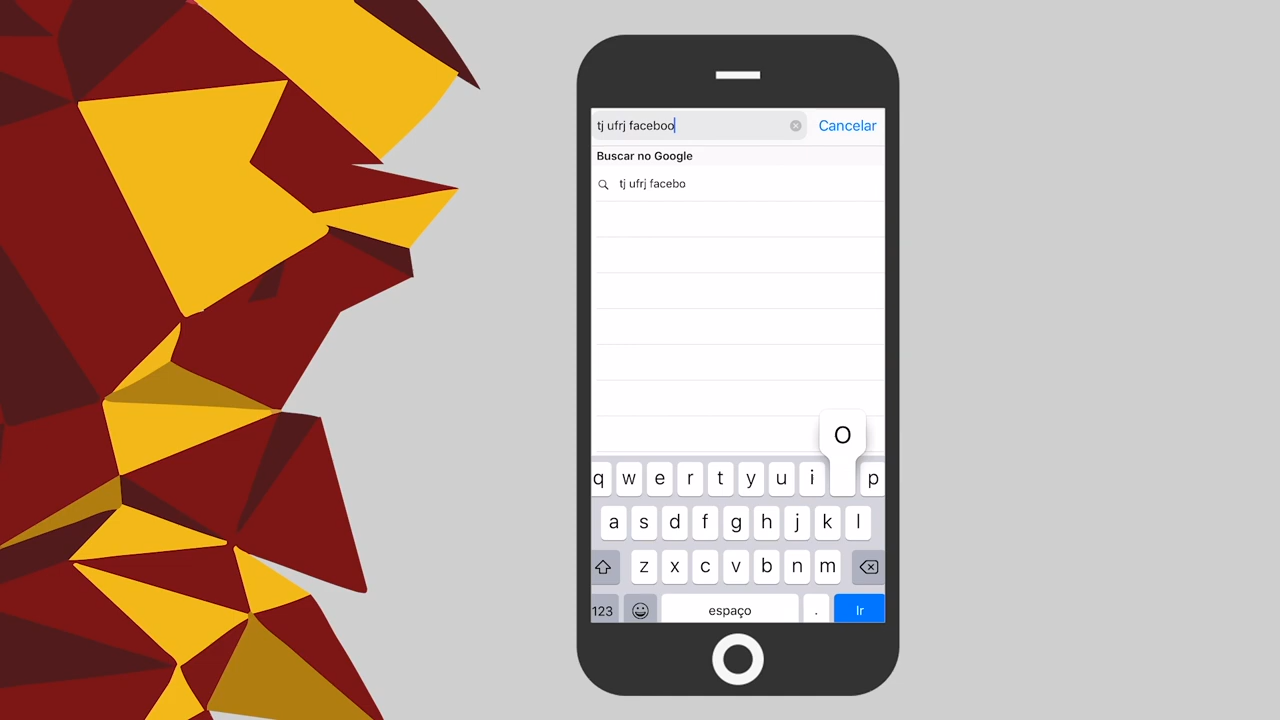 tj ufrj faceboo
Cancelar
Buscar no Google
tj ufrj facebo
O
q w e r t y u i p
a s d f g h j k l
z x c v b n m
123 espaço . Ir